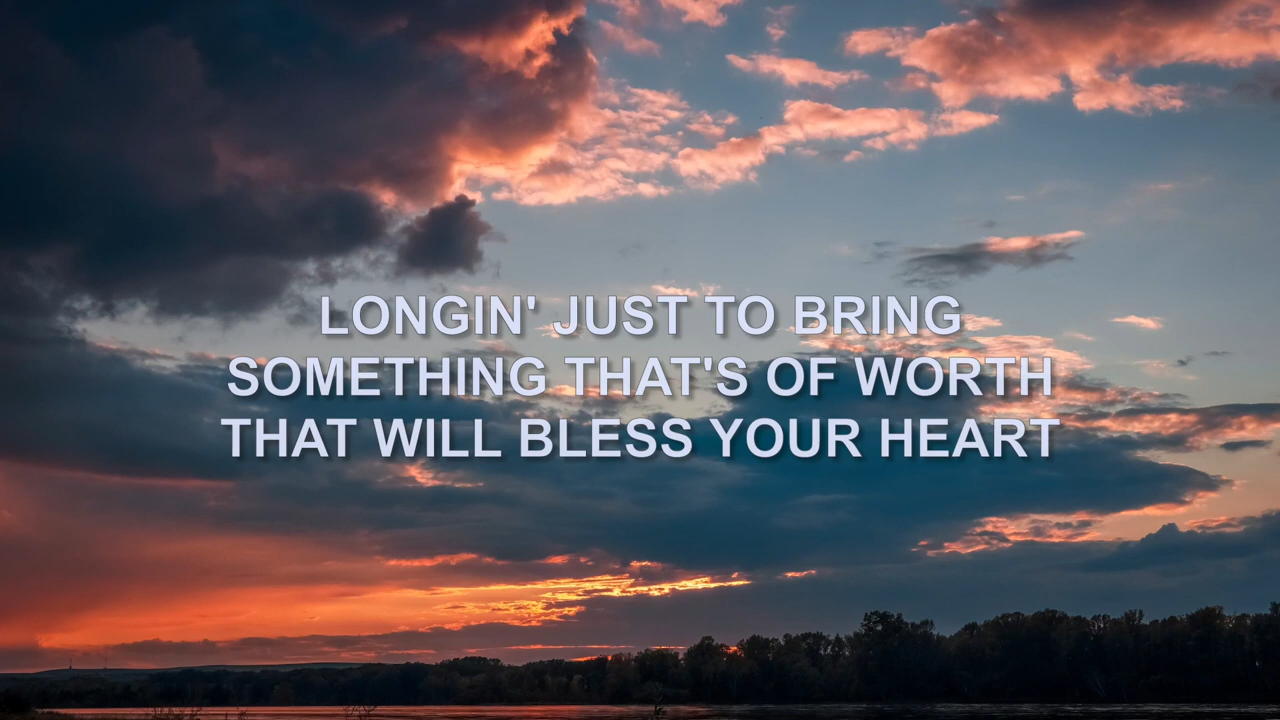 LONGIN' JUST TO BRING
SOMETHING THAT'S OF WORTH
THAT WILL BLESS YOUR HEART